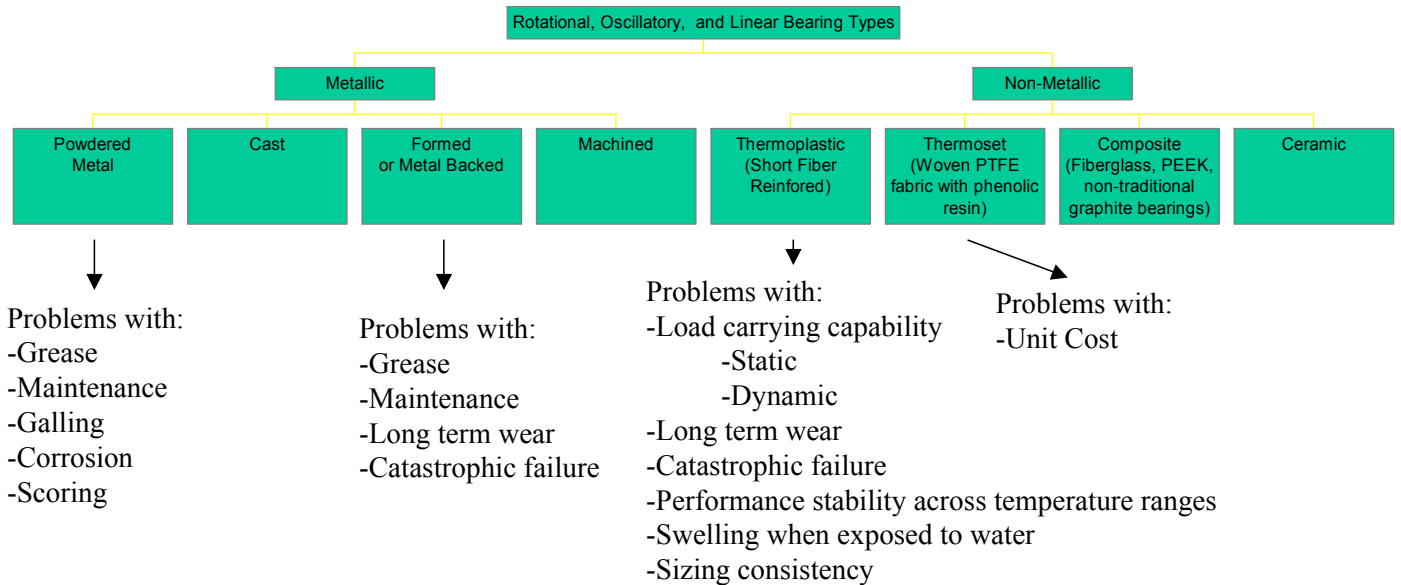 Rotational, Oscillatory, and Linear Bearing Types
Metallic
Non-Metallic
Powdered
Metal
Cast
Formed
or Metal Backed
Machined
Thermoplastic
(Short Fiber
Reinfored)
Thermoset
(Woven PTFE
fabric with phenolic
resin)
Composite
(Fiberglass, PEEK,
non-traditional
graphite bearings)
Ceramic
Problems with:
-Grease
-Maintenance
-Galling
-Corrosion
-Scoring
Problems with:
-Grease
-Maintenance
-Long term wear
-Catastrophic failure
Problems with:
-Load carrying capability
-Static
-Dynamic
-Long term wear
-Catastrophic failure
-Performance stability across temperature ranges
-Swelling when exposed to water
-Sizing consistency
Problems with:
-Unit Cost